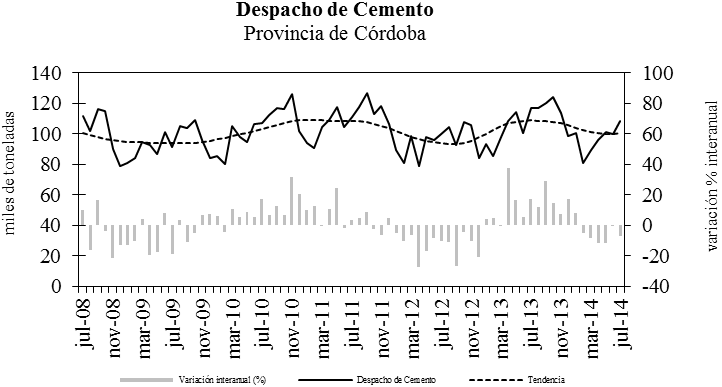 Despacho de Cemento
Provincia de Córdoba
140
120
100
80
60
40
20
0
miles de toneladas
100
80
60
40
20
0
-20
-40
variación % interanual
jul-08
nov-08
mar-09
jul-09
nov-09
mar-10
jul-10
nov-10
mar-11
jul-11
nov-11
mar-12
jul-12
nov-12
mar-13
jul-13
nov-13
mar-14
jul-14
Variación interanual (%)
Despacho de Cemento
Tendencia